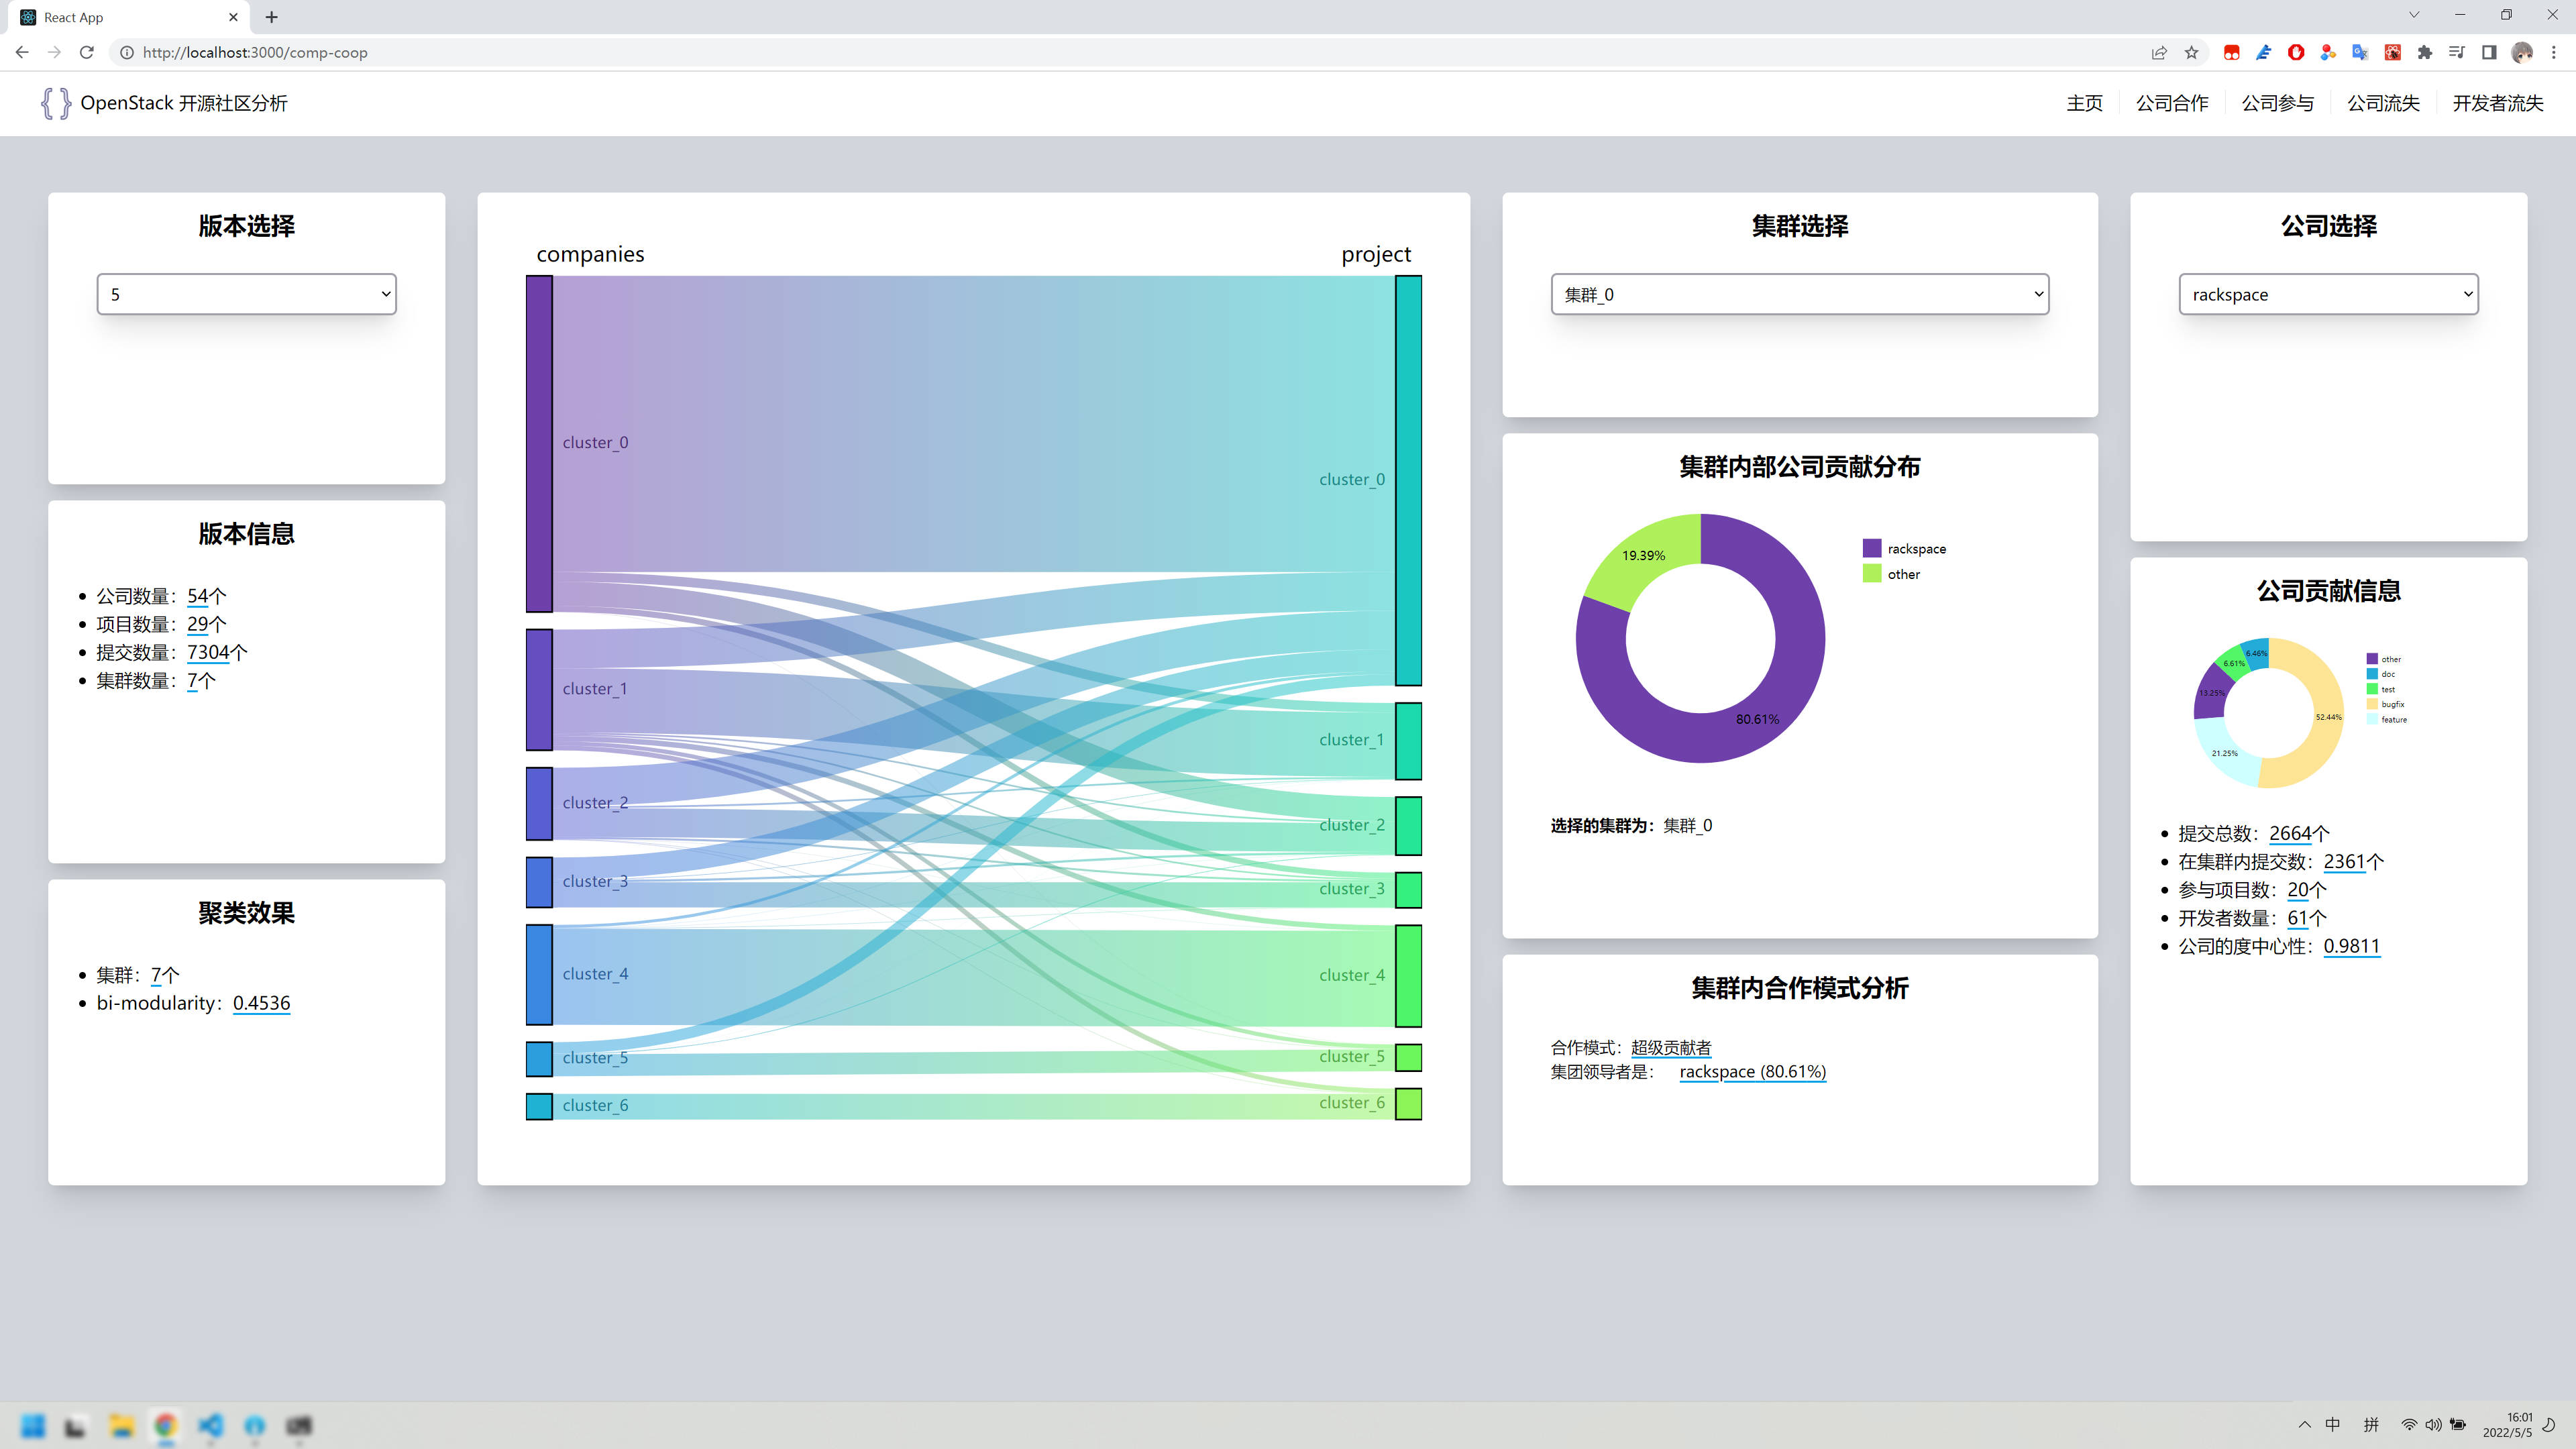 React App
http://localhost:3000/comp-coop
OpenStack 开源社区分析
主页
公司合作
公司参与
公司流失
开发者流失
版本选择
5
版本信息
公司数量：54个
项目数量：29个
提交数量：7304个
集群数量：7个
聚类效果
集群：7个
bi-modularity：0.4536
companies
project
cluster_0
cluster_1
cluster_2
cluster_3
cluster_4
cluster_5
cluster_6
cluster_0
cluster_1
cluster_2
cluster_3
cluster_4
cluster_5
cluster_6
集群选择
集群_0
集群内部公司贡献分布
19.39%
80.61%
rackspace
other
选择的集群为：集群_0
集群内合作模式分析
合作模式：超级贡献者
集团领导者是： rackspace (80.61%)
公司选择
rackspace
公司贡献信息
6.46%
6.61%
13.25%
52.44%
21.25%
other
doc
test
bugfix
feature
提交总数：2664个
在集群内提交数：2361个
参与项目数：20个
开发者数量：61个
公司的度中心性：0.9811
中
拼
16:01
2022/5/5